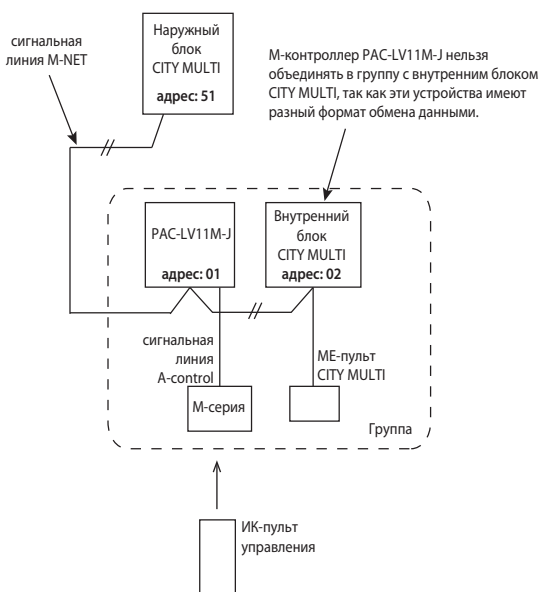 сигнальная
линия M-NET
Наружный
блок
CITY MULTI
адрес: 51
М-контроллер PAC-LV11M-J нельзя
объединять в группу с внутренним блоком
CITY MULTI, так как эти устройства имеют
разный формат обмена данными.
PAC-LV11M-J
адрес: 01
Внутренний
блок
CITY MULTI
адрес: 02
сигнальная
линия
A-control
М-серия
МЕ-пульт
CITY MULTI
Группа
ИК-пульт
управления